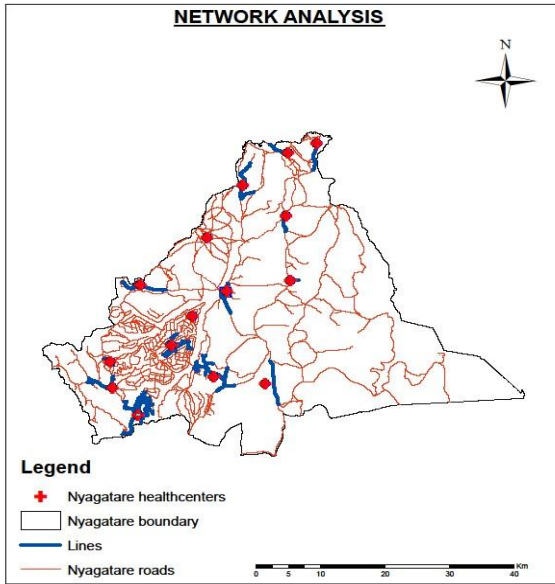 NETWORK ANALYSIS
N
Legend
Nyagatare healthcenters
Nyagatare boundary
Lines
Nyagatare roads
Km
0 5 10 20 30 40